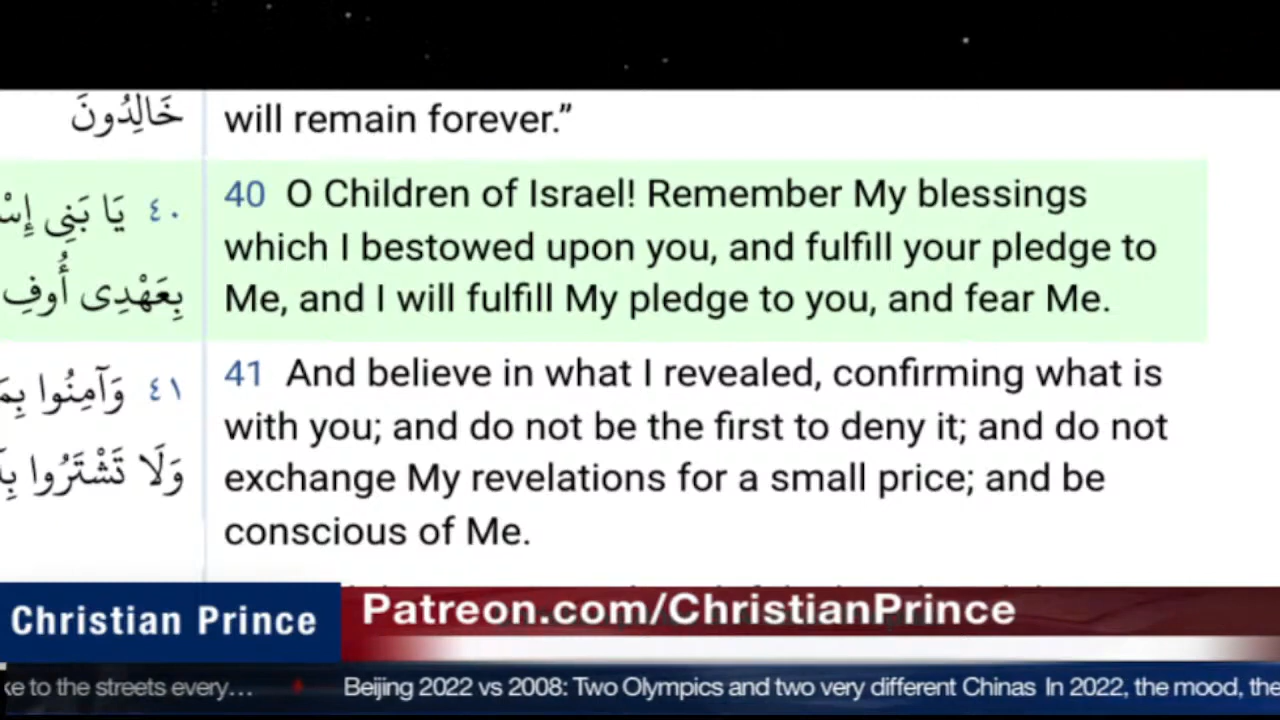 خَالِدُونَ
will remain forever.”
٤٠ يَا بَنِى
40 O Children of Israel! Remember My blessings
which I bestowed upon you, and fulfill your pledge to
بِعَهْدِى أُوفِ
Me, and I will fulfill My pledge to you, and fear Me.
٤١ وَآمِنُوا
41 And believe in what I revealed, confirming what is
with you; and do not be the first to deny it; and do not
وَلَا تَشْتَرُوا
exchange My revelations for a small price; and be
conscious of Me.
Christian Prince
Patreon.com/ChristianPrince
ke to the streets every… Beijing 2022 vs 2008: Two Olympics and two very different Chinas In 2022, the mood, the